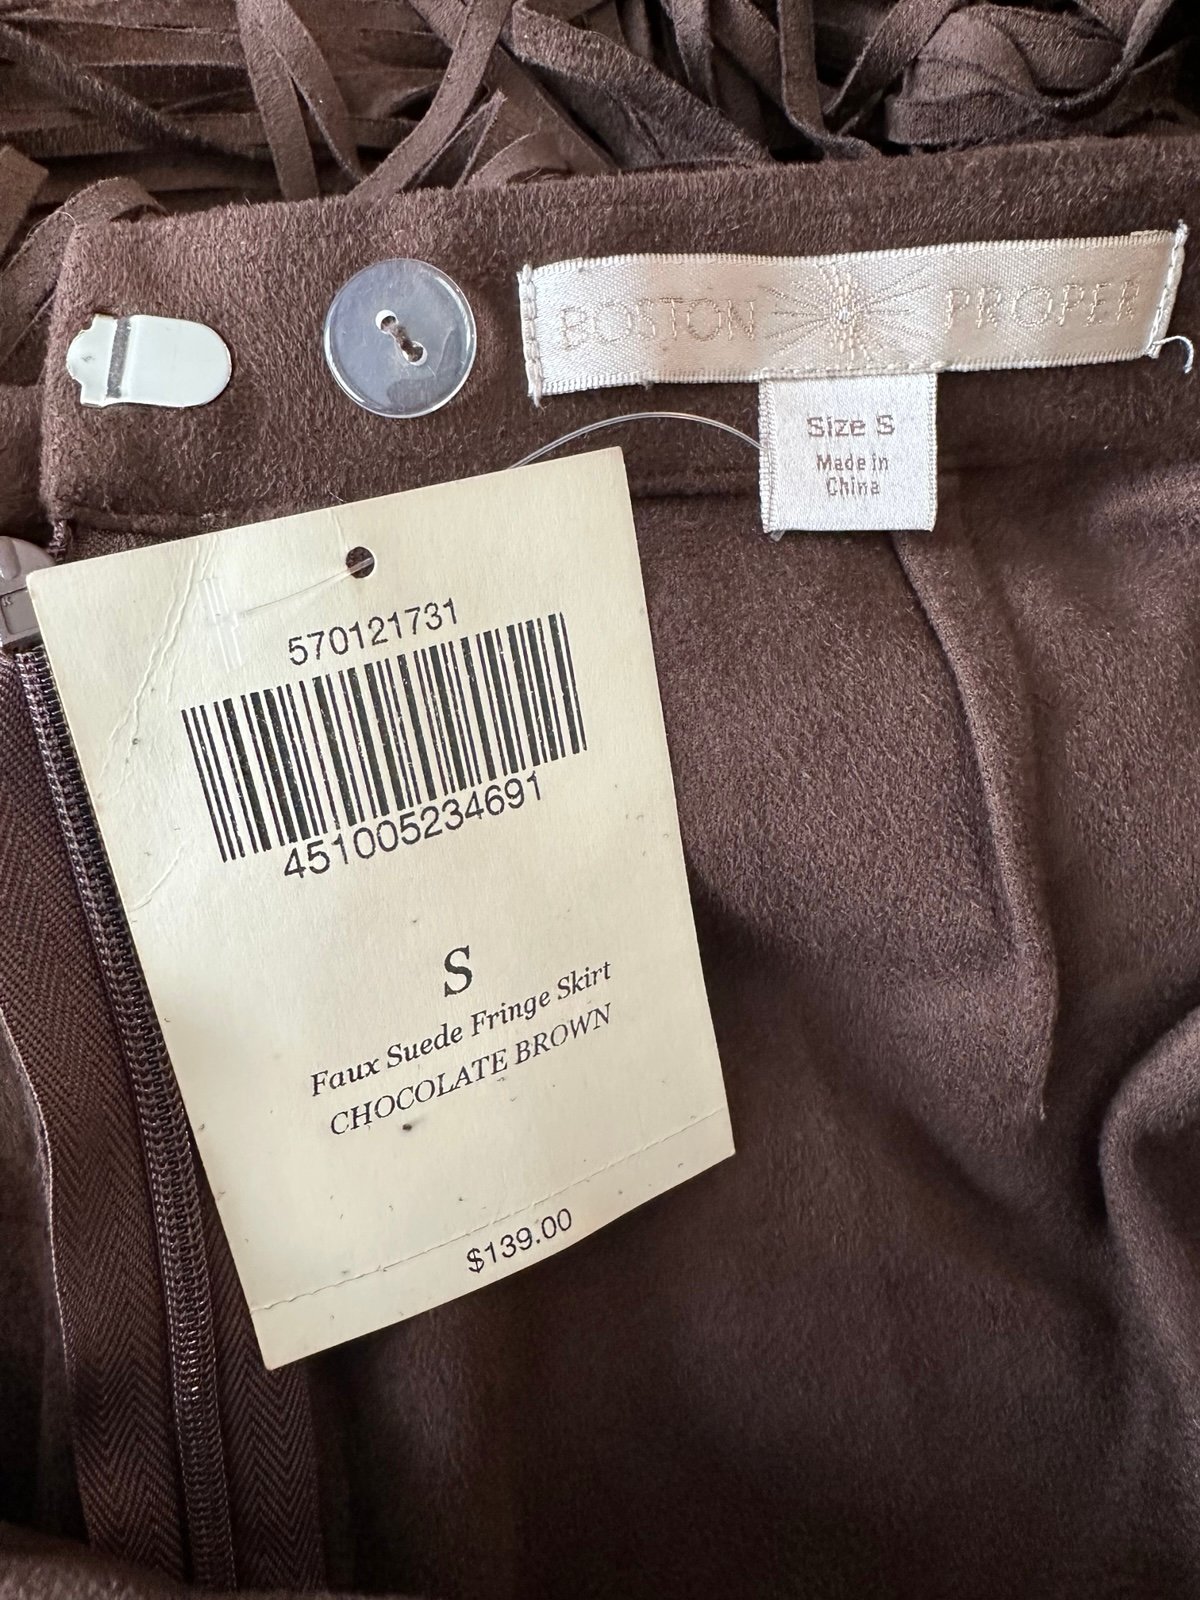 BOSTON PROPER
Size S
Made in
China
570121731
451005234691
S
Faux Suede Fringe Skirt
CHOCOLATE BROWN
$139.00